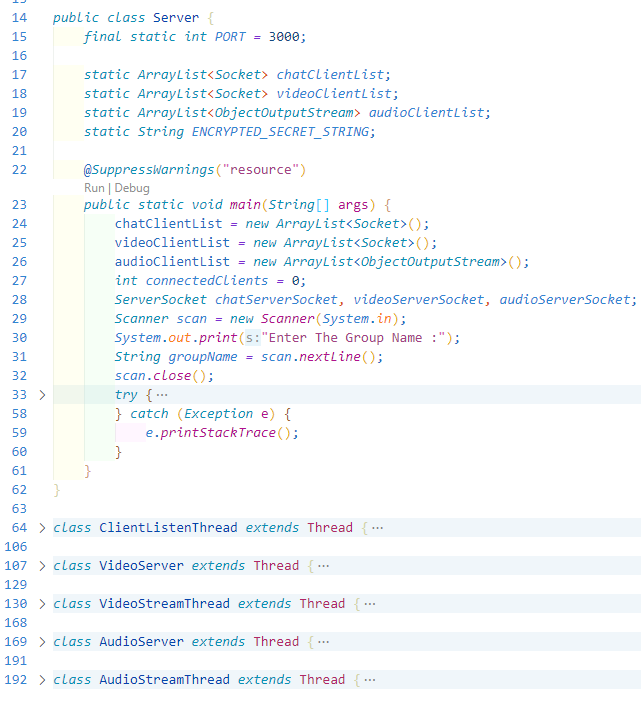 14 public class Server {
15 final static int PORT = 3000;
16
17 static ArrayList<Socket> chatClientList;
18 static ArrayList<Socket> videoClientList;
19 static ArrayList<ObjectOutputStream> audioClientList;
20 static String ENCRYPTED_SECRET_STRING;
21
22 @SuppressWarnings("resource")
Run | Debug
23 public static void main(String[] args) {
24 chatClientList = new ArrayList<Socket>();
25 videoClientList = new ArrayList<Socket>();
26 audioClientList = new ArrayList<ObjectOutputStream>();
27 int connectedClients = 0;
28 ServerSocket chatServerSocket, videoServerSocket, audioServerSocket;
29 Scanner scan = new Scanner(System.in);
30 System.out.print(s:"Enter The Group Name :");
31 String groupName = scan.nextLine();
32 scan.close();
33 > try {···
58 } catch (Exception e) {
59 e.printStackTrace();
60 }
61 }
62 }
63
64 > class ClientListenThread extends Thread {···
106
107 > class VideoServer extends Thread {···
129
130 > class VideoStreamThread extends Thread {···
168
169 > class AudioServer extends Thread {···
191
192 > class AudioStreamThread extends Thread {···